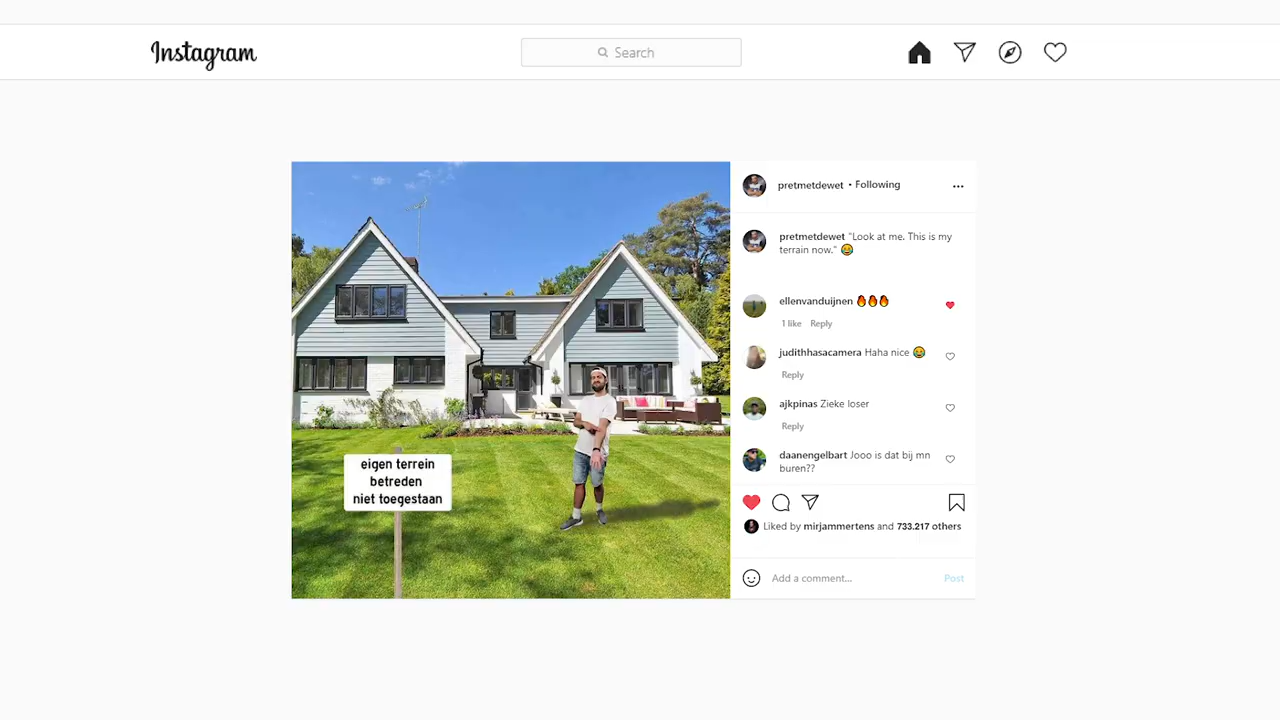 Instagram
Search
pretmetdewet • Following
pretmetdewet "Look at me. This is my
terrain now." 😂
ellenvanduijnen 🔥🔥🔥
1 like Reply
judithhasacamera Haha nice 😂
Reply
ajkpinas Zieke loser
Reply
daanengelbart Jooo is dat bij mn
buren??
Liked by mirjammertens and 733.217 others
Add a comment... Post
eigen terrein
betreden
niet toegestaan